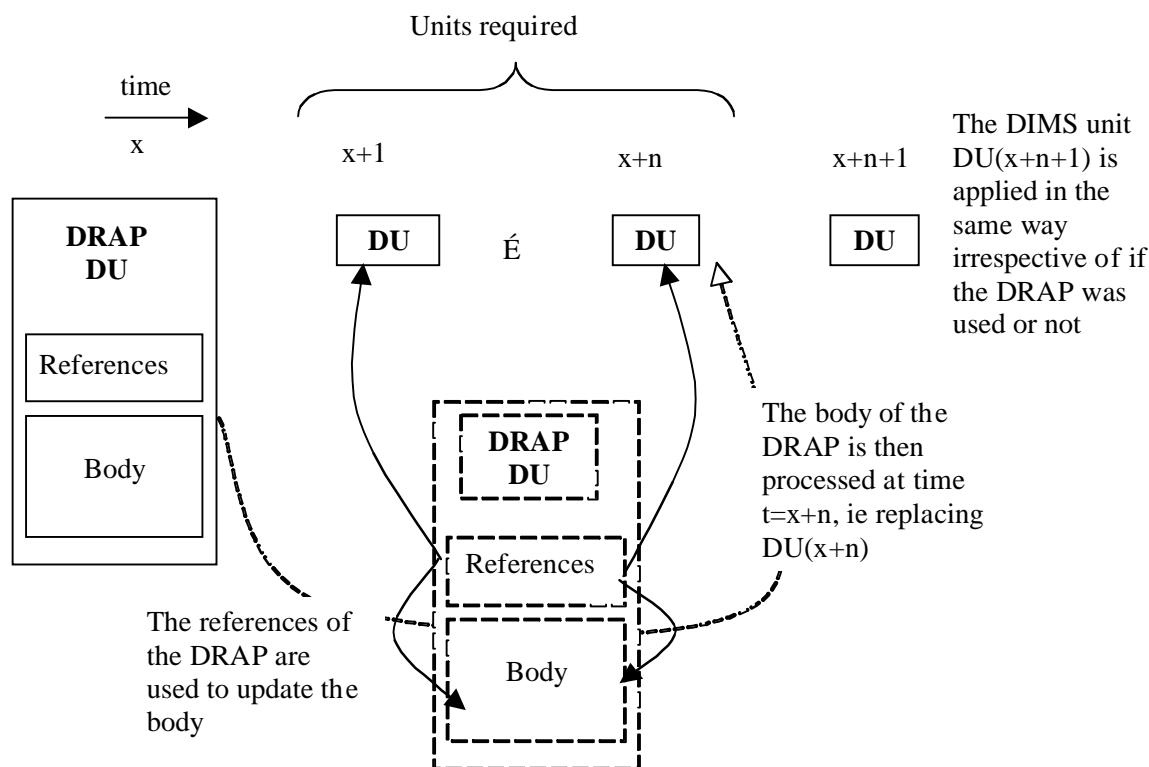 Units required
time
x
x+1
x+n
x+n+1
The DIMS unit
DU(x+n+1) is
applied in the
same way
irrespective of if
the DRAP was
used or not
DRAP
DU
References
Body
DU
É
DU
DU
DRAP
DU
References
Body
The references of
the DRAP are
used to update the
body
The body of the
DRAP is then
processed at time
t=x+n, ie replacing
DU(x+n)